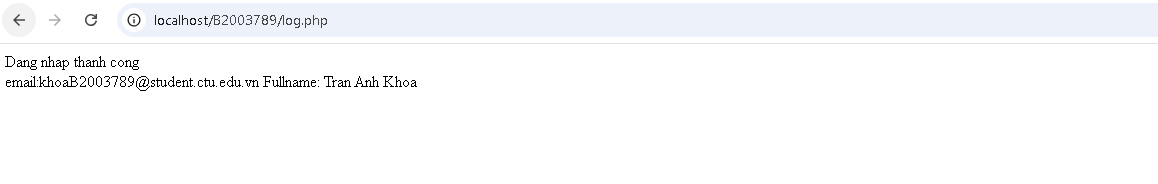 localhost/B2003789/log.php
Dang nhap thanh cong
email:khoaB2003789@student.ctu.edu.vn Fullname: Tran Anh Khoa